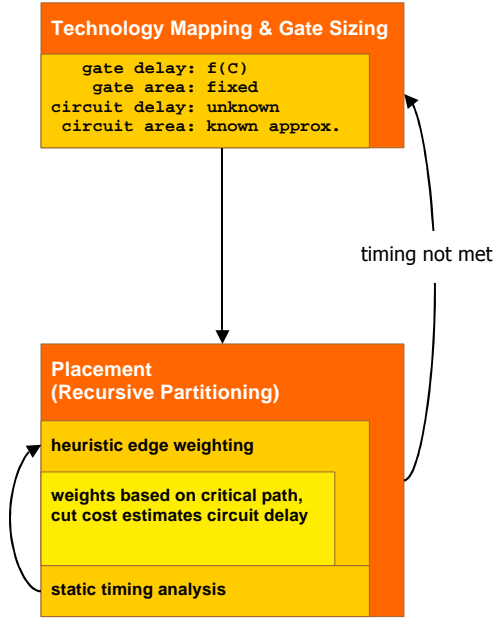 Technology Mapping & Gate Sizing
gate delay: f(C)
gate area: fixed
circuit delay: unknown
circuit area: known approx.
timing not met
Placement
(Recursive Partitioning)
heuristic edge weighting
weights based on critical path,
cut cost estimates circuit delay
static timing analysis